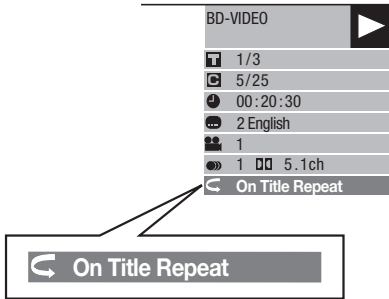 BD-VIDEO
T 1/3
C 5/25
00:20:30
2 English
1
1 DD 5.1ch
On Title Repeat
On Title Repeat